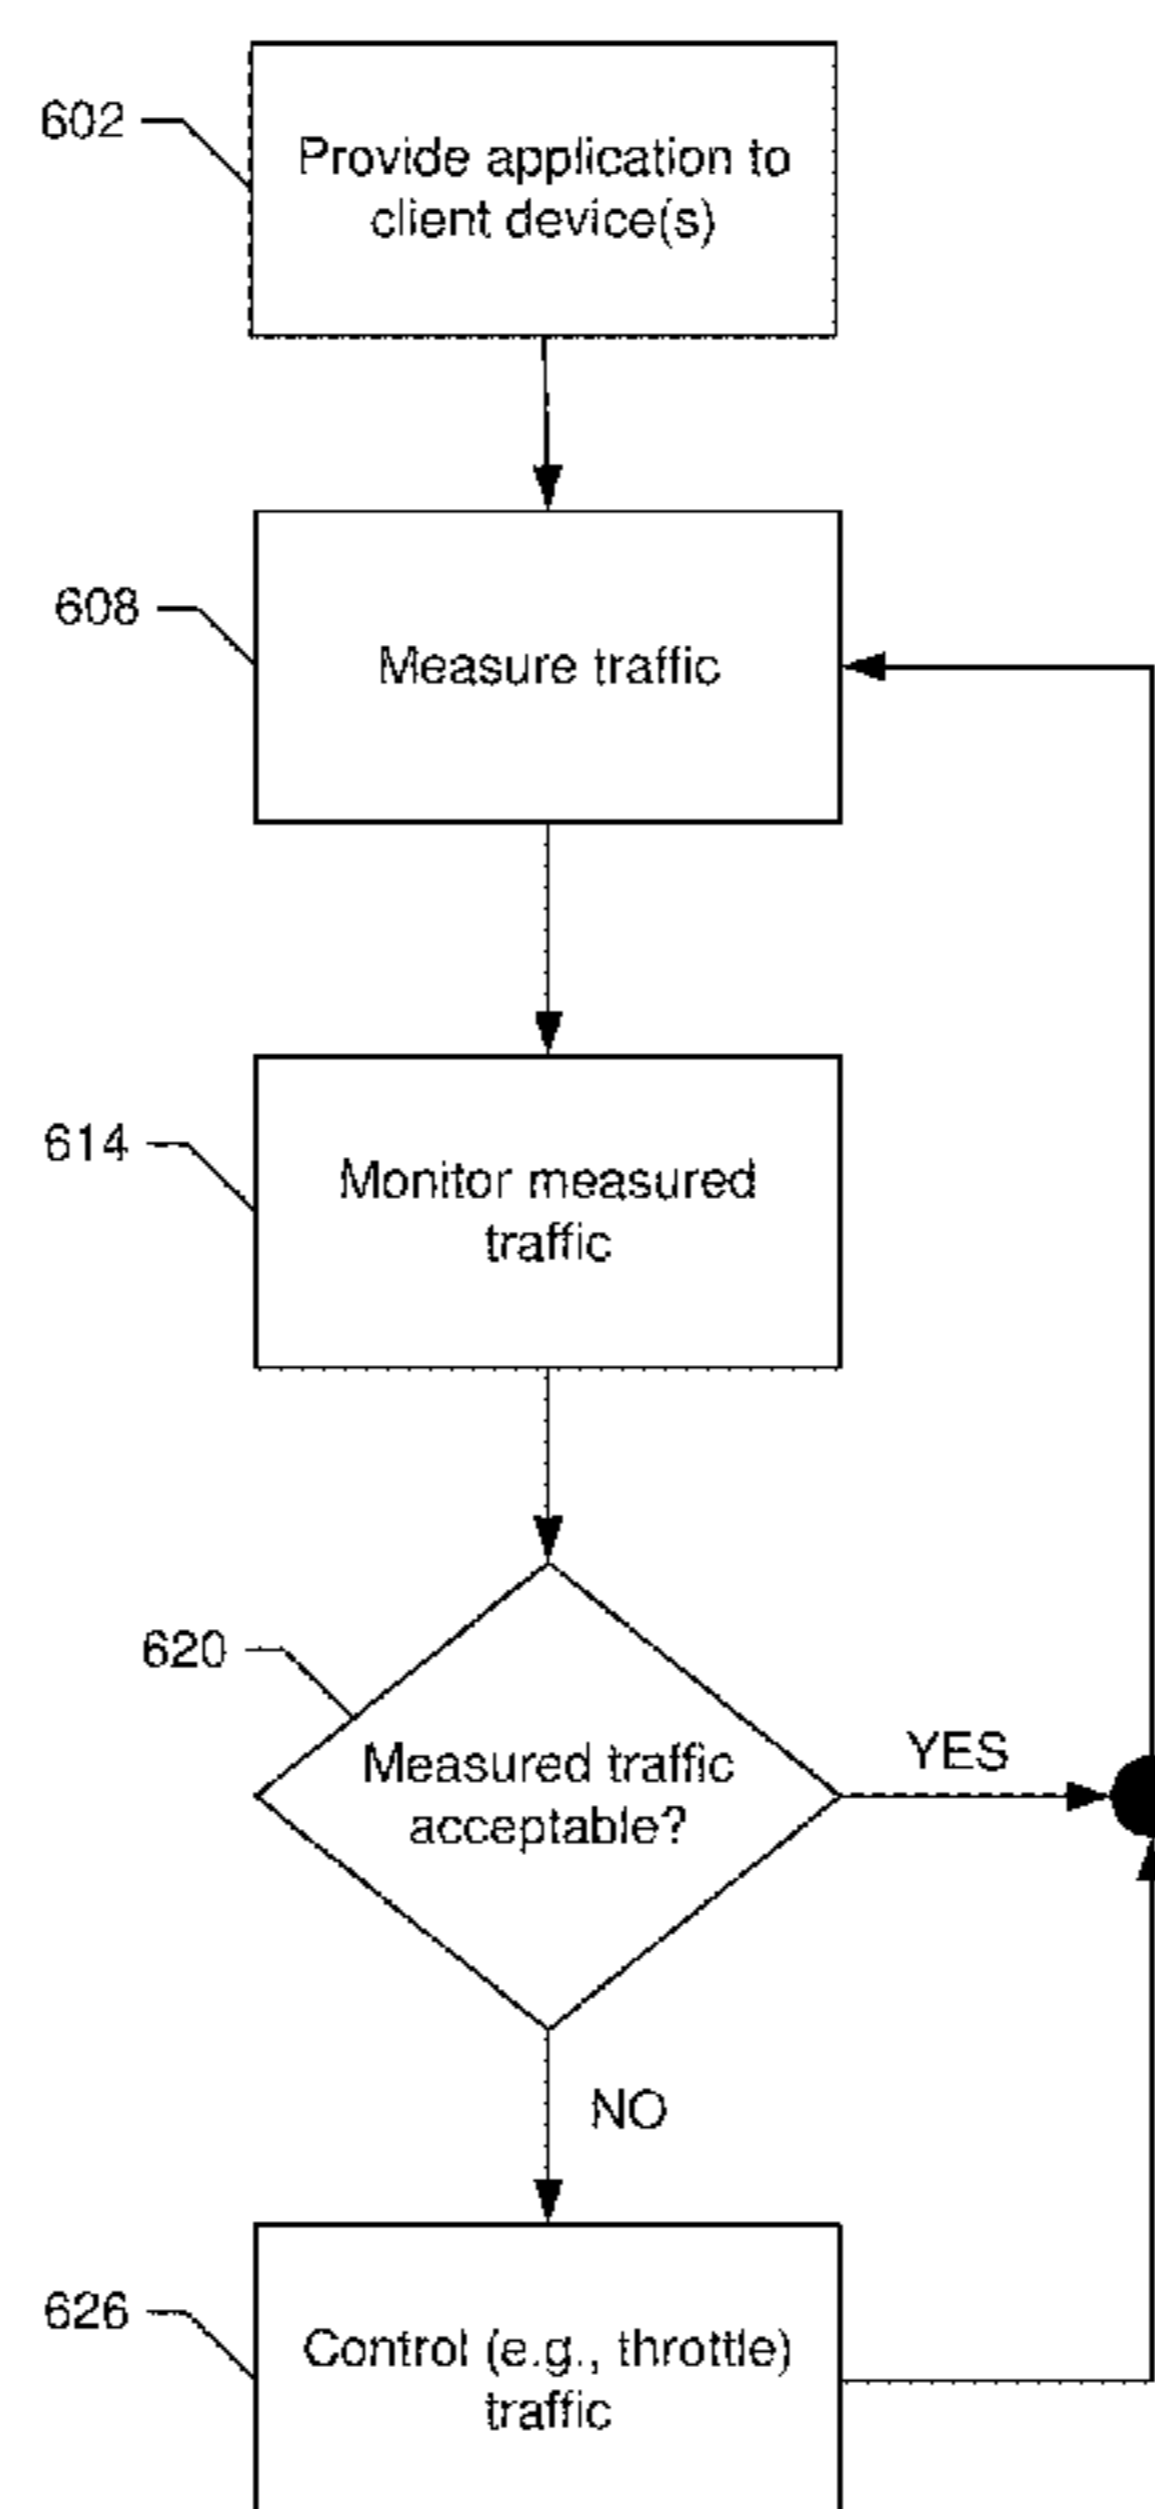 602
Provide application to
client device(s)
608
Measure traffic
614
Monitor measured
traffic
620
Measured traffic
acceptable?
YES
NO
626
Control (e.g., throttle)
traffic